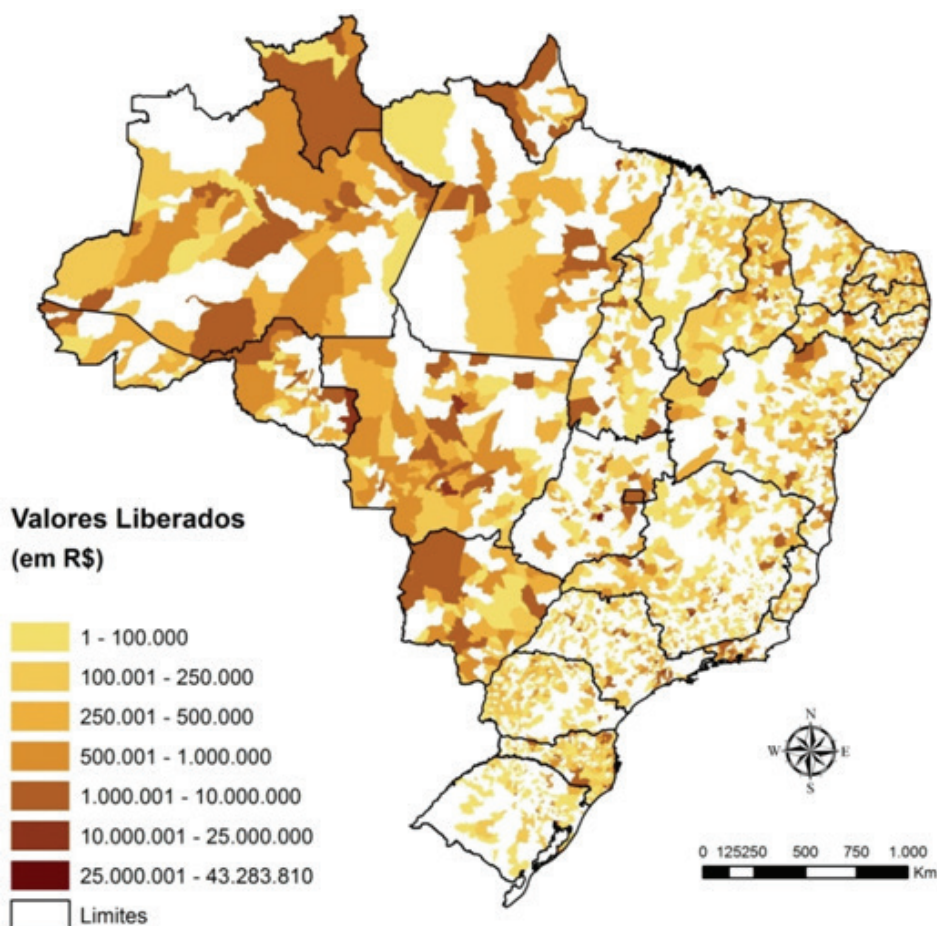 Valores Liberados
(em R$)
1 - 100.000
100.001 - 250.000
250.001 - 500.000
500.001 - 1.000.000
1.000.001 - 10.000.000
10.000.001 - 25.000.000
25.000.001 - 43.283.810
Limites
N
W E
S
0 125250 500 750 1.000
Km